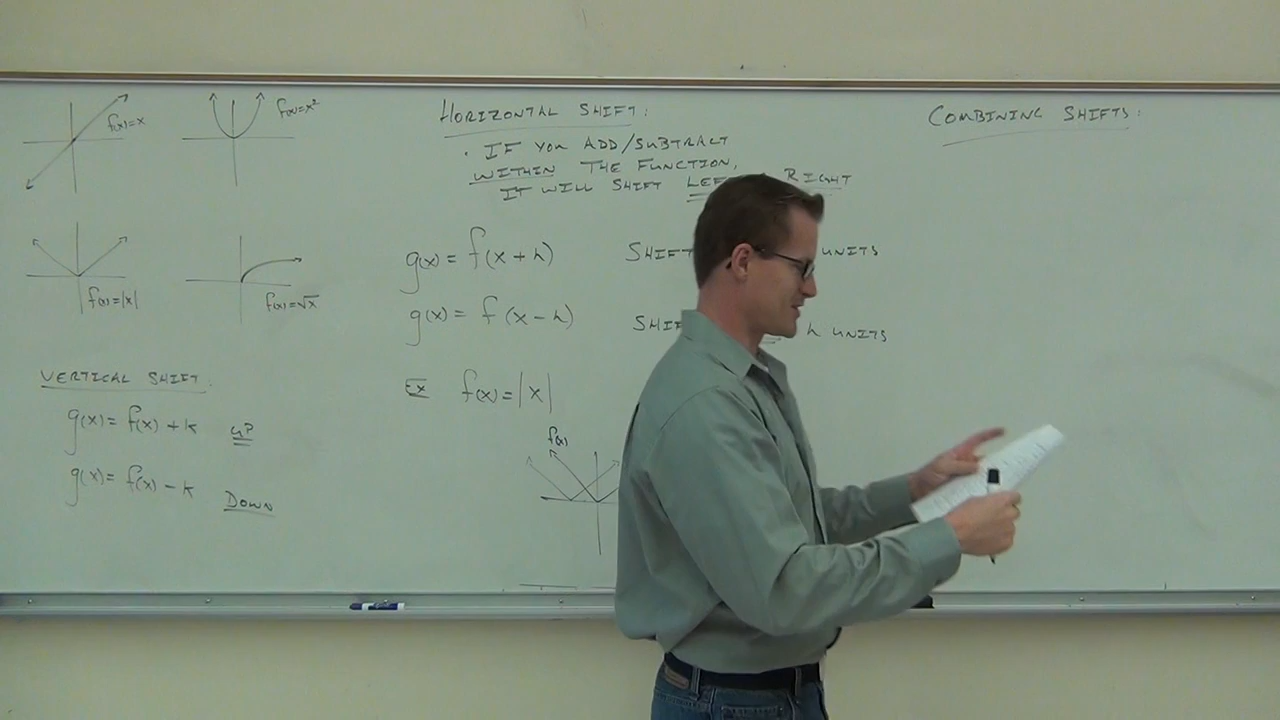 f(x)=x
f(x)=x²
f(x)=|x|
f(x)=√x
VERTICAL SHIFT:
g(x)= f(x) + k UP
g(x)= f(x) - k DOWN
HORIZONTAL SHIFT:
· IF YOU ADD/SUBTRACT
WITHIN THE FUNCTION,
IT WILL SHIFT RIGHT
g(x)= f(x + h) UNITS
g(x)= f(x - h) h UNITS
Ex f(x)=|x|
f(x)
COMBINING SHIFTS: